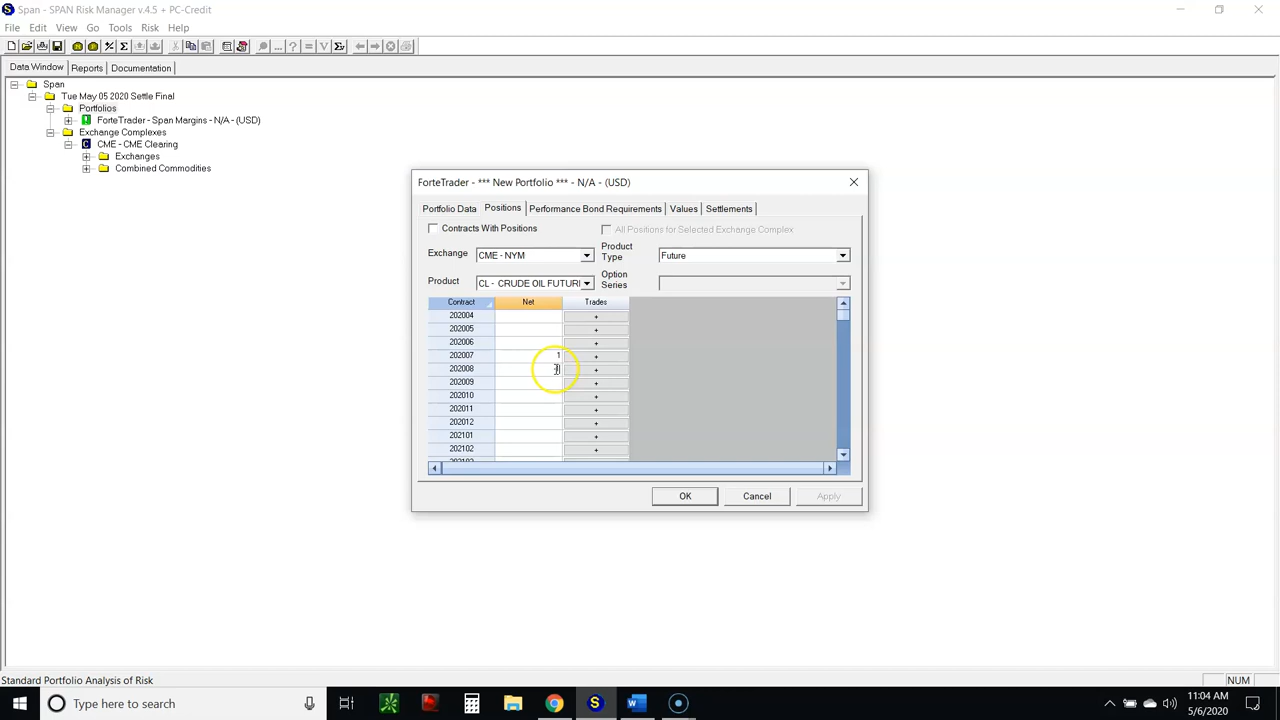 Span - SPAN Risk Manager v.4.5 + PC-Credit
File Edit View Go Tools Risk Help
Data Window Reports Documentation
Span
Tue May 05 2020 Settle Final
Portfolios
ForteTrader - Span Margins - N/A - (USD)
Exchange Complexes
CME - CME Clearing
Exchanges
Combined Commodities
ForteTrader - *** New Portfolio *** - N/A - (USD)
Portfolio Data Positions Performance Bond Requirements Values Settlements
Contracts With Positions All Positions for Selected Exchange Complex
Exchange CME - NYM Product Type Future
Product CL - CRUDE OIL FUTURI Option Series
Contract Net Trades
202004 +
202005 +
202006 +
202007 1 +
202008 +
202009 +
202010 +
202011 +
202012 +
202101 +
202102 +
OK Cancel Apply
Standard Portfolio Analysis of Risk NUM
Type here to search
11:04 AM
5/6/2020